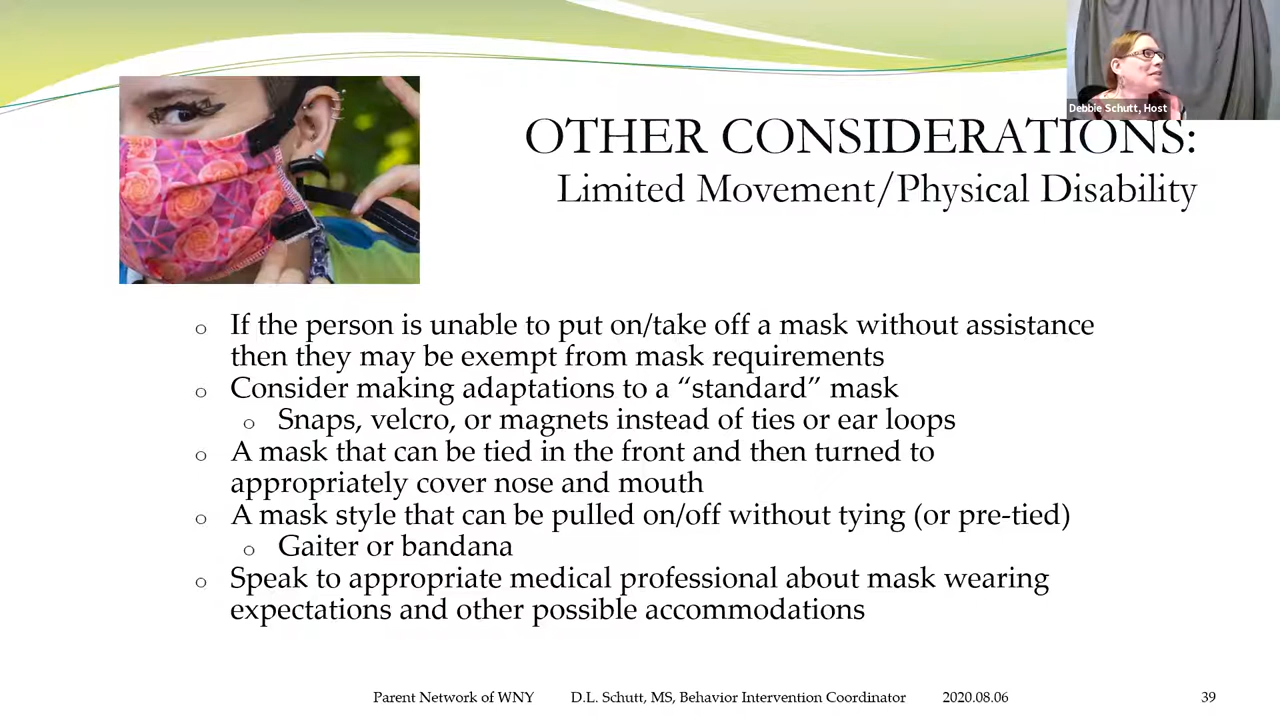 Debbie Schutt, Host
OTHER CONSIDERATIONS:
Limited Movement/Physical Disability
o If the person is unable to put on/take off a mask without assistance
then they may be exempt from mask requirements
o Consider making adaptations to a “standard” mask
o Snaps, velcro, or magnets instead of ties or ear loops
o A mask that can be tied in the front and then turned to
appropriately cover nose and mouth
o A mask style that can be pulled on/off without tying (or pre-tied)
o Gaiter or bandana
o Speak to appropriate medical professional about mask wearing
expectations and other possible accommodations
Parent Network of WNY D.L. Schutt, MS, Behavior Intervention Coordinator 2020.08.06 39